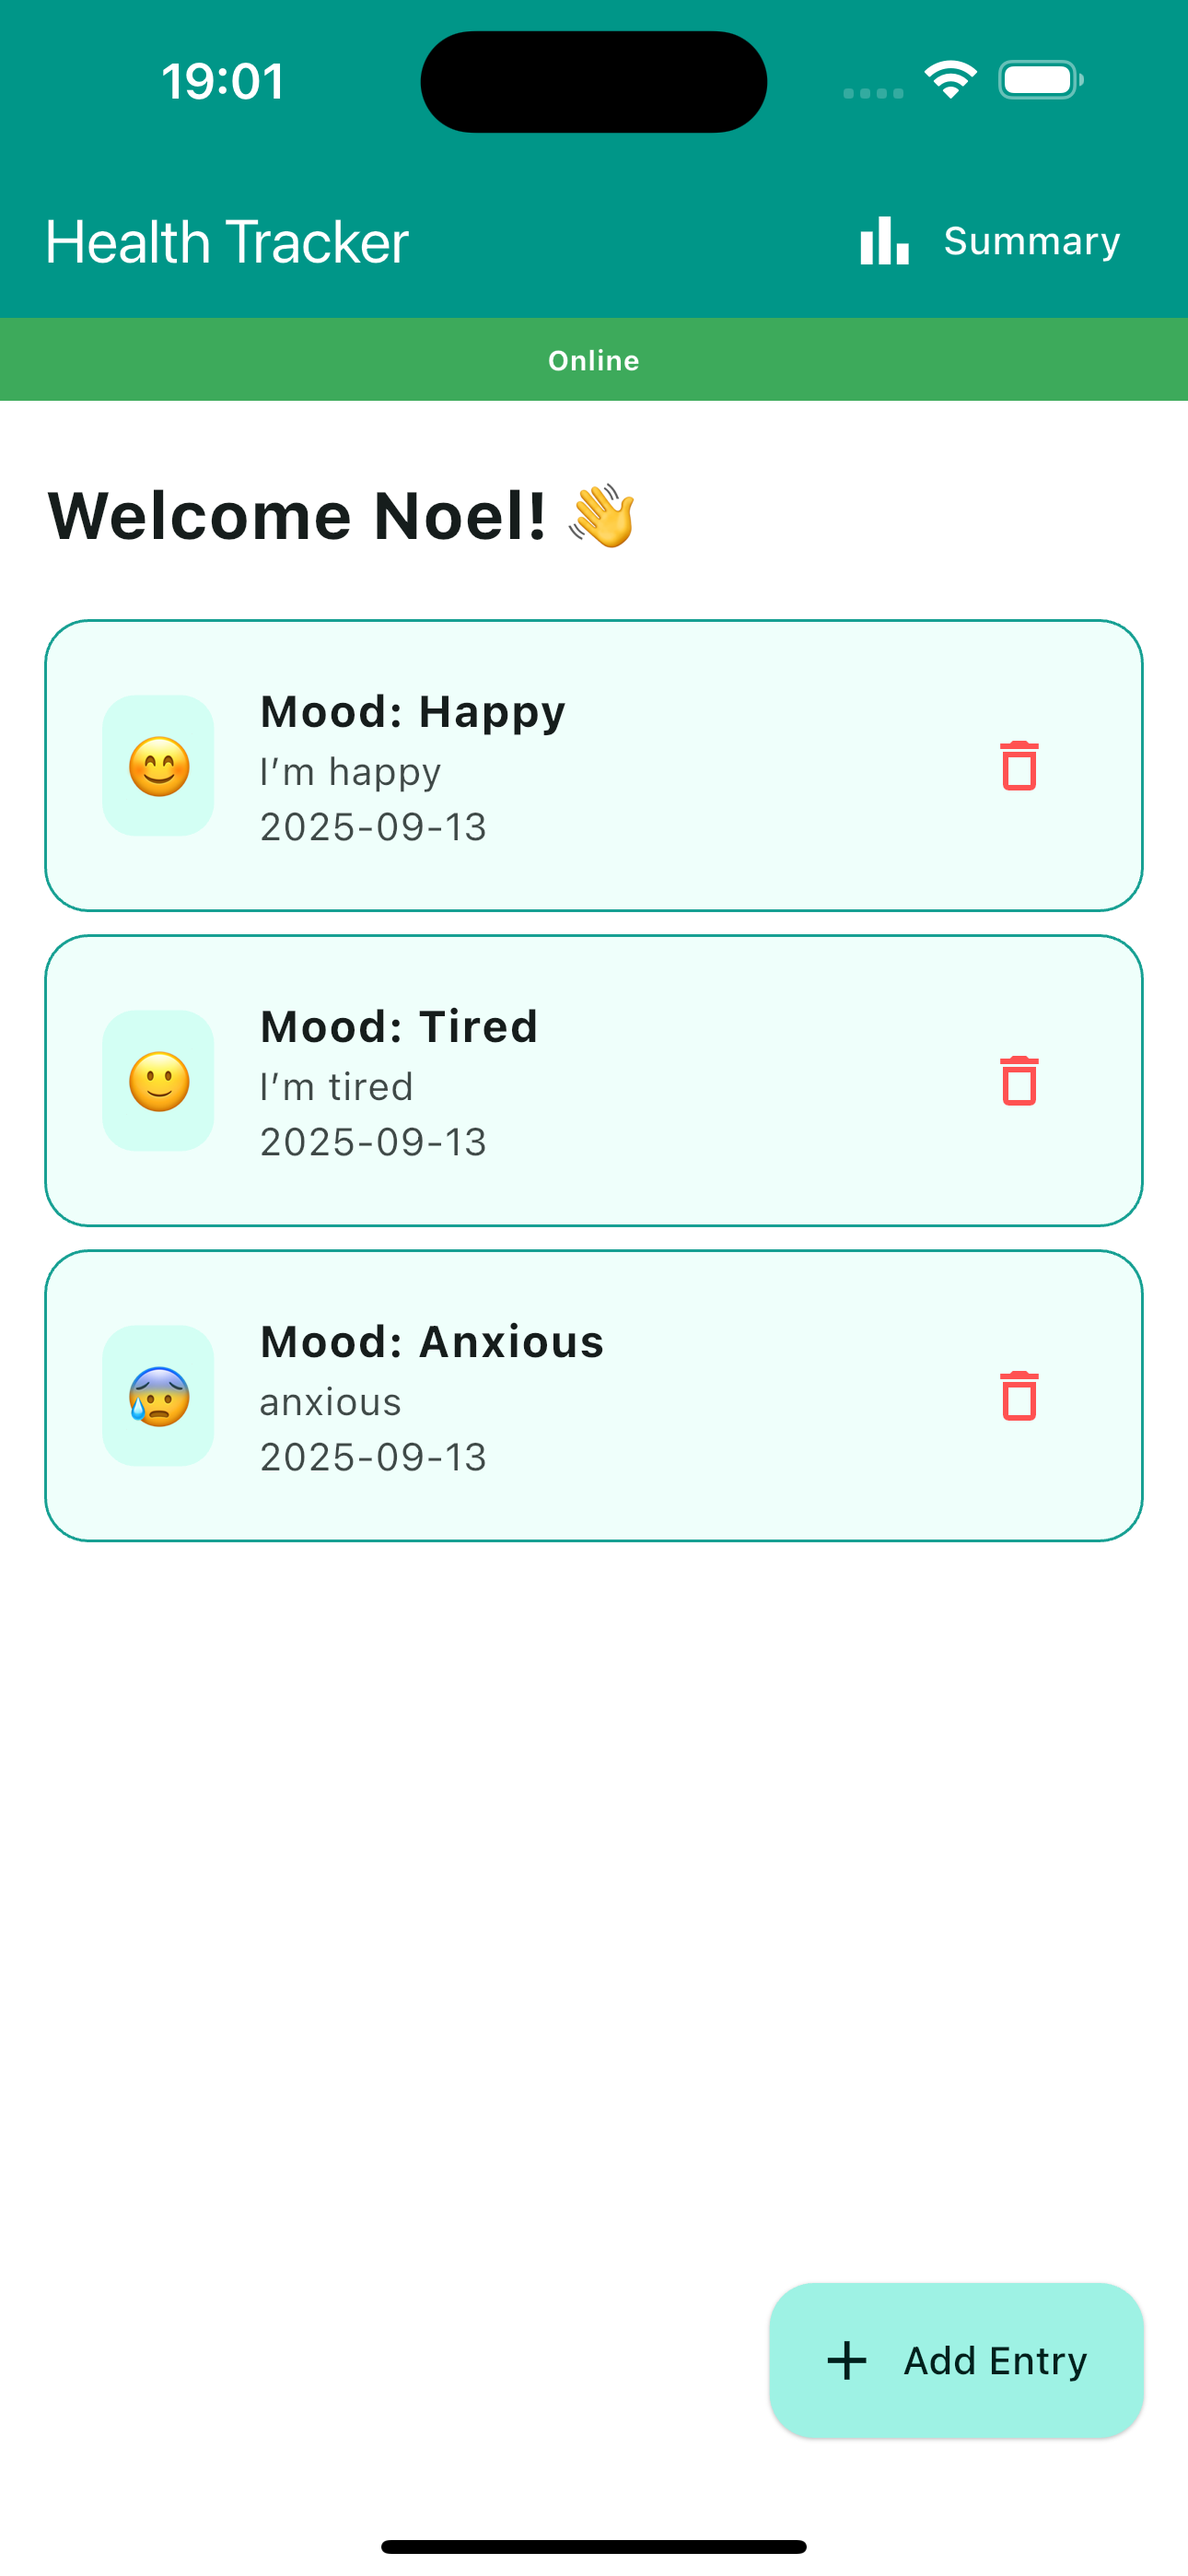 19:01
Health Tracker
Summary
Online
Welcome Noel! 👋
Mood: Happy
I'm happy
2025-09-13
Mood: Tired
I'm tired
2025-09-13
Mood: Anxious
anxious
2025-09-13
Add Entry